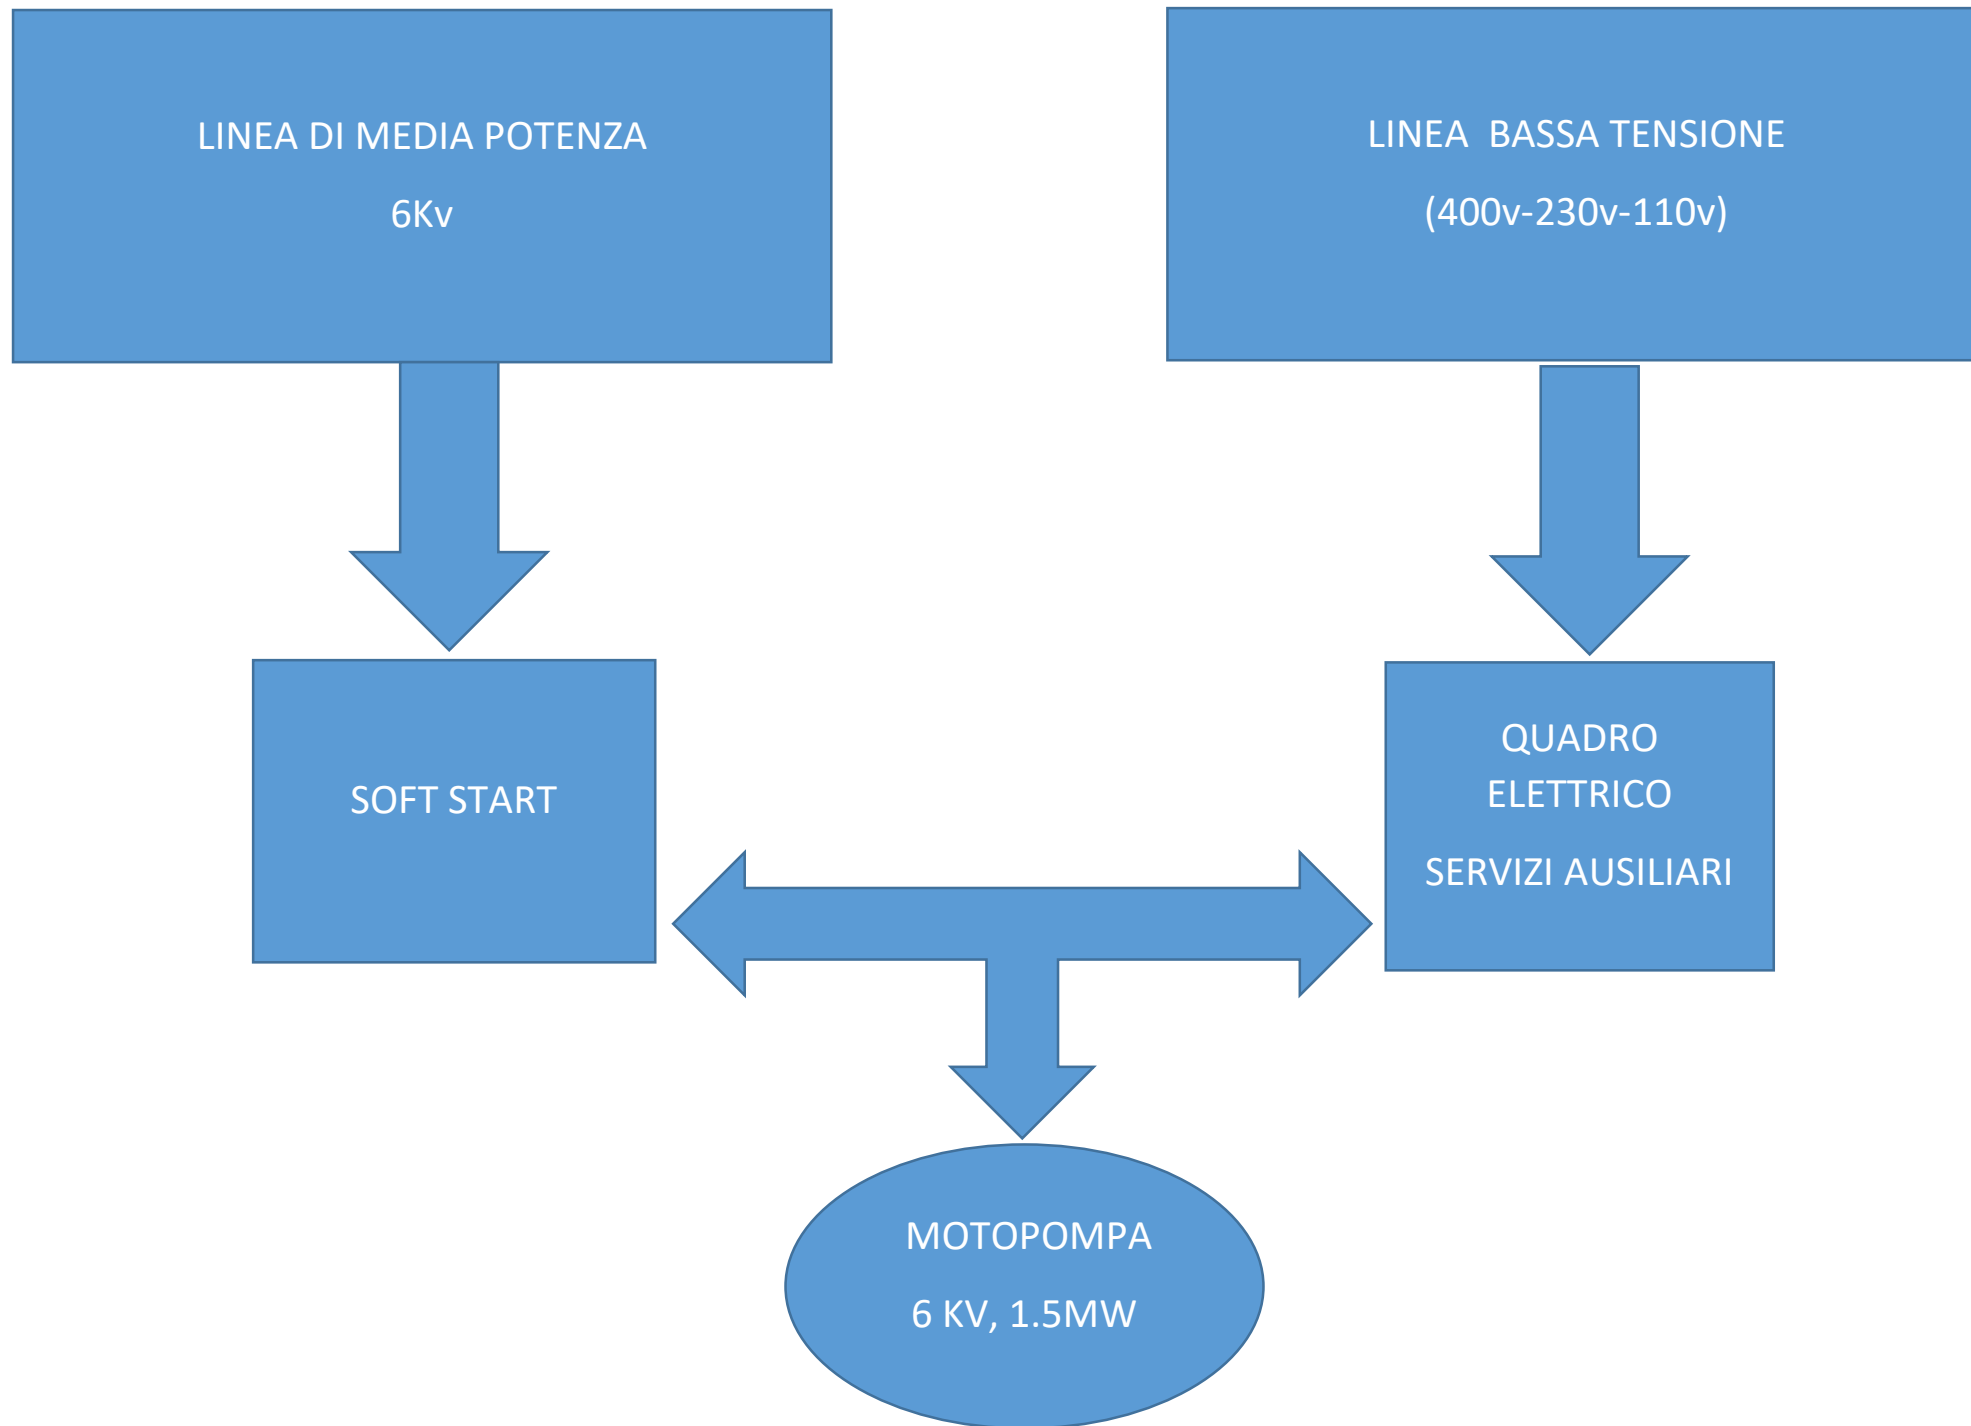 LINEA DI MEDIA POTENZA
6Kv
LINEA  BASSA TENSIONE
(400v-230v-110v)
SOFT START
QUADRO
ELETTRICO
SERVIZI AUSILIARI
MOTOPOMPA
6 KV, 1.5MW